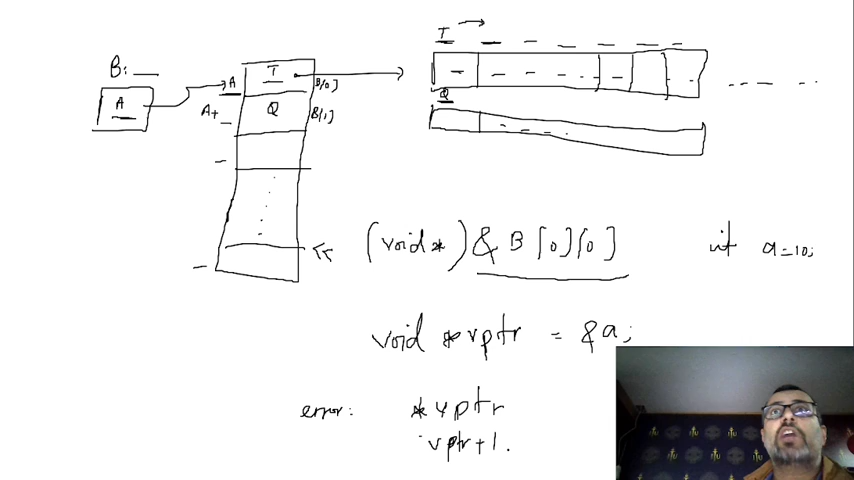 T
B:
A
A
T
B[0]
A+
Q
B[1]
Q
(void *) & B [0][0]
int a=10;
void *vptr = &a;
error: *vptr
vptr+1.